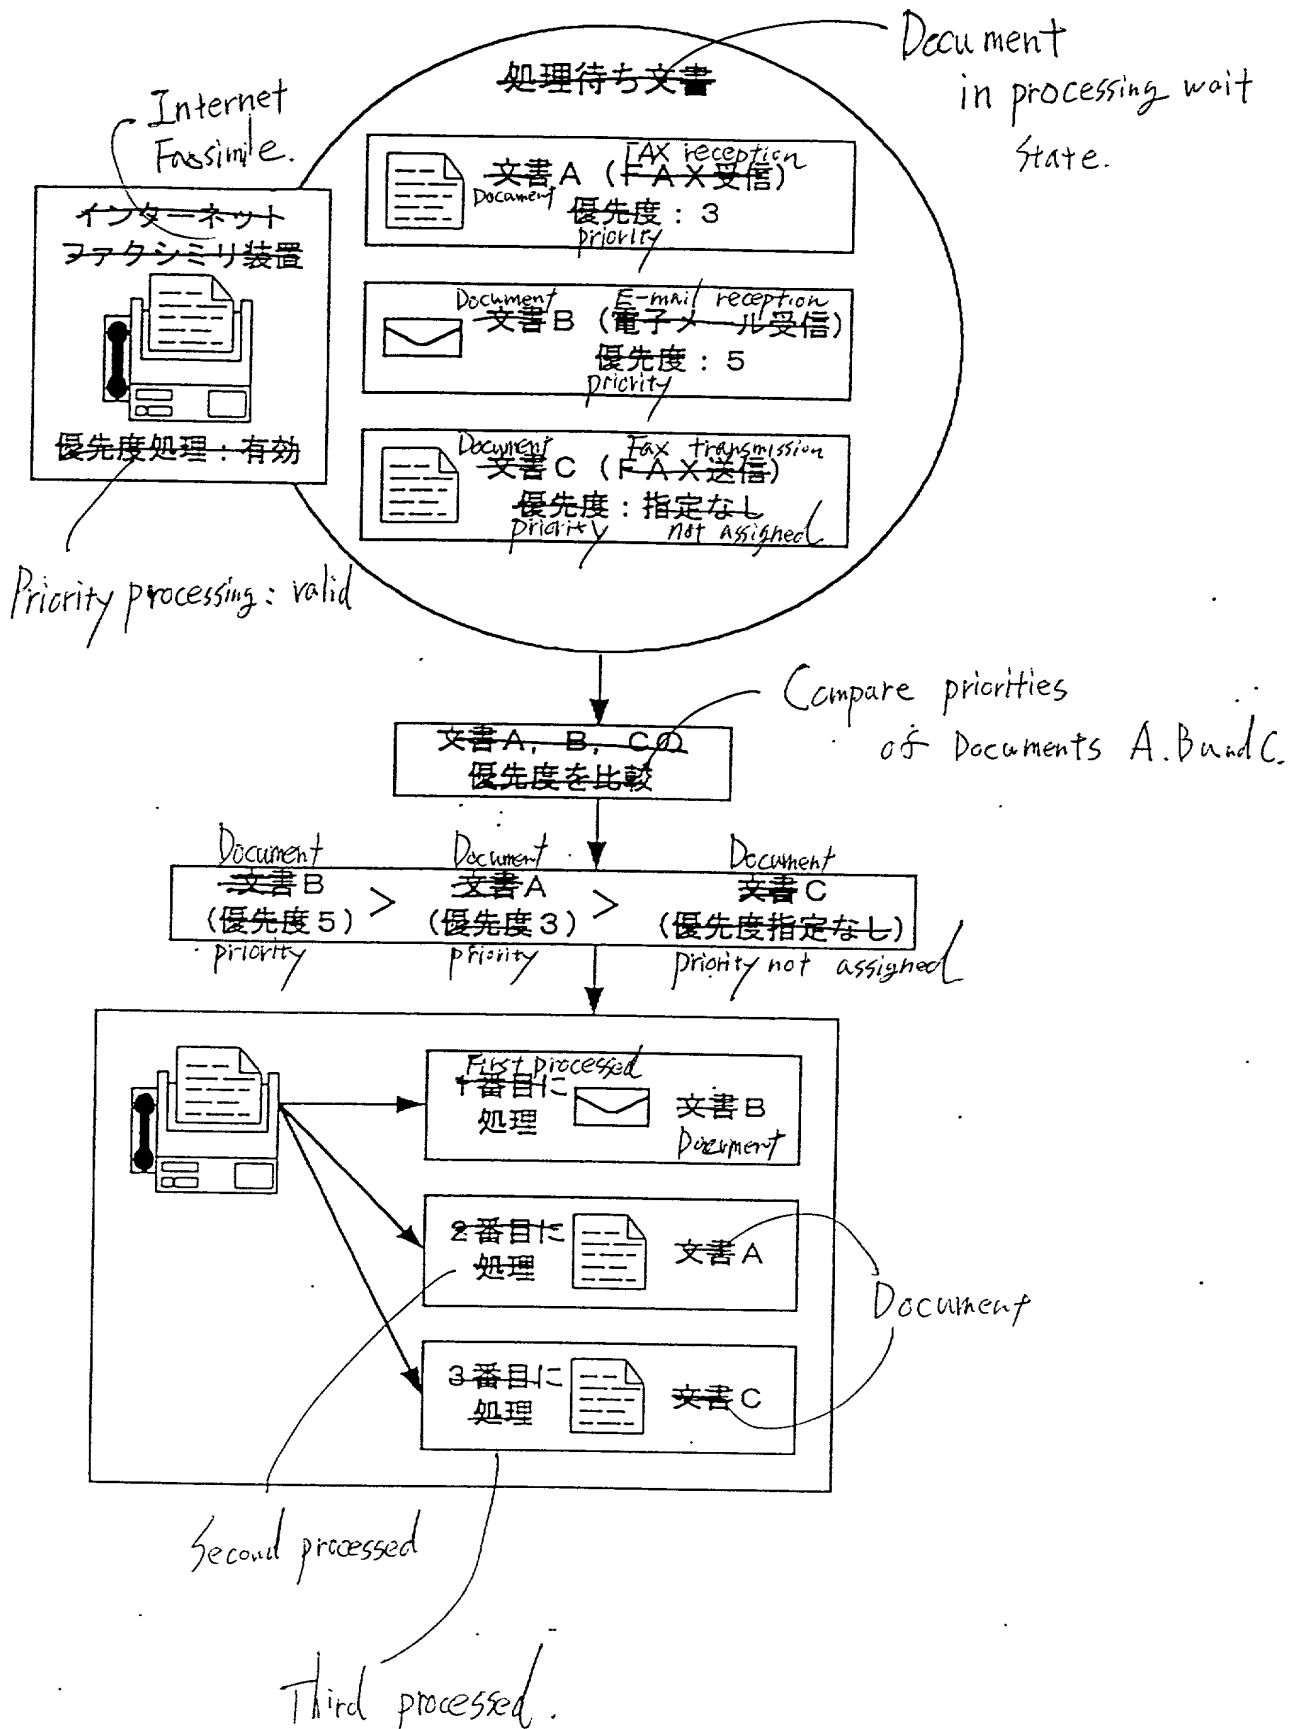 Document
in processing wait
state.
処理待ち文書
Internet
Fassimile.
インターネット
ファクシミリ装置
優先度処理：有効
Priority processing: valid
FAX reception
文書A（FAX受信）
Document
優先度：3
priority
Document E-mail reception
文書B（電子メール受信）
優先度：5
priority
Document Fax transmission
文書C（FAX送信）
優先度：指定なし
priority not assigned
Compare priorities
of Documents A. B and C.
文書A，B，Cの
優先度を比較
Document Document Document
文書B > 文書A > 文書C
（優先度5） （優先度3） （優先度指定なし）
priority priority Priority not assigned
First processed
1番目に
処理
文書B
Document
2番目に
処理
文書A
Document
3番目に
処理
文書C
Second processed
Third processed.